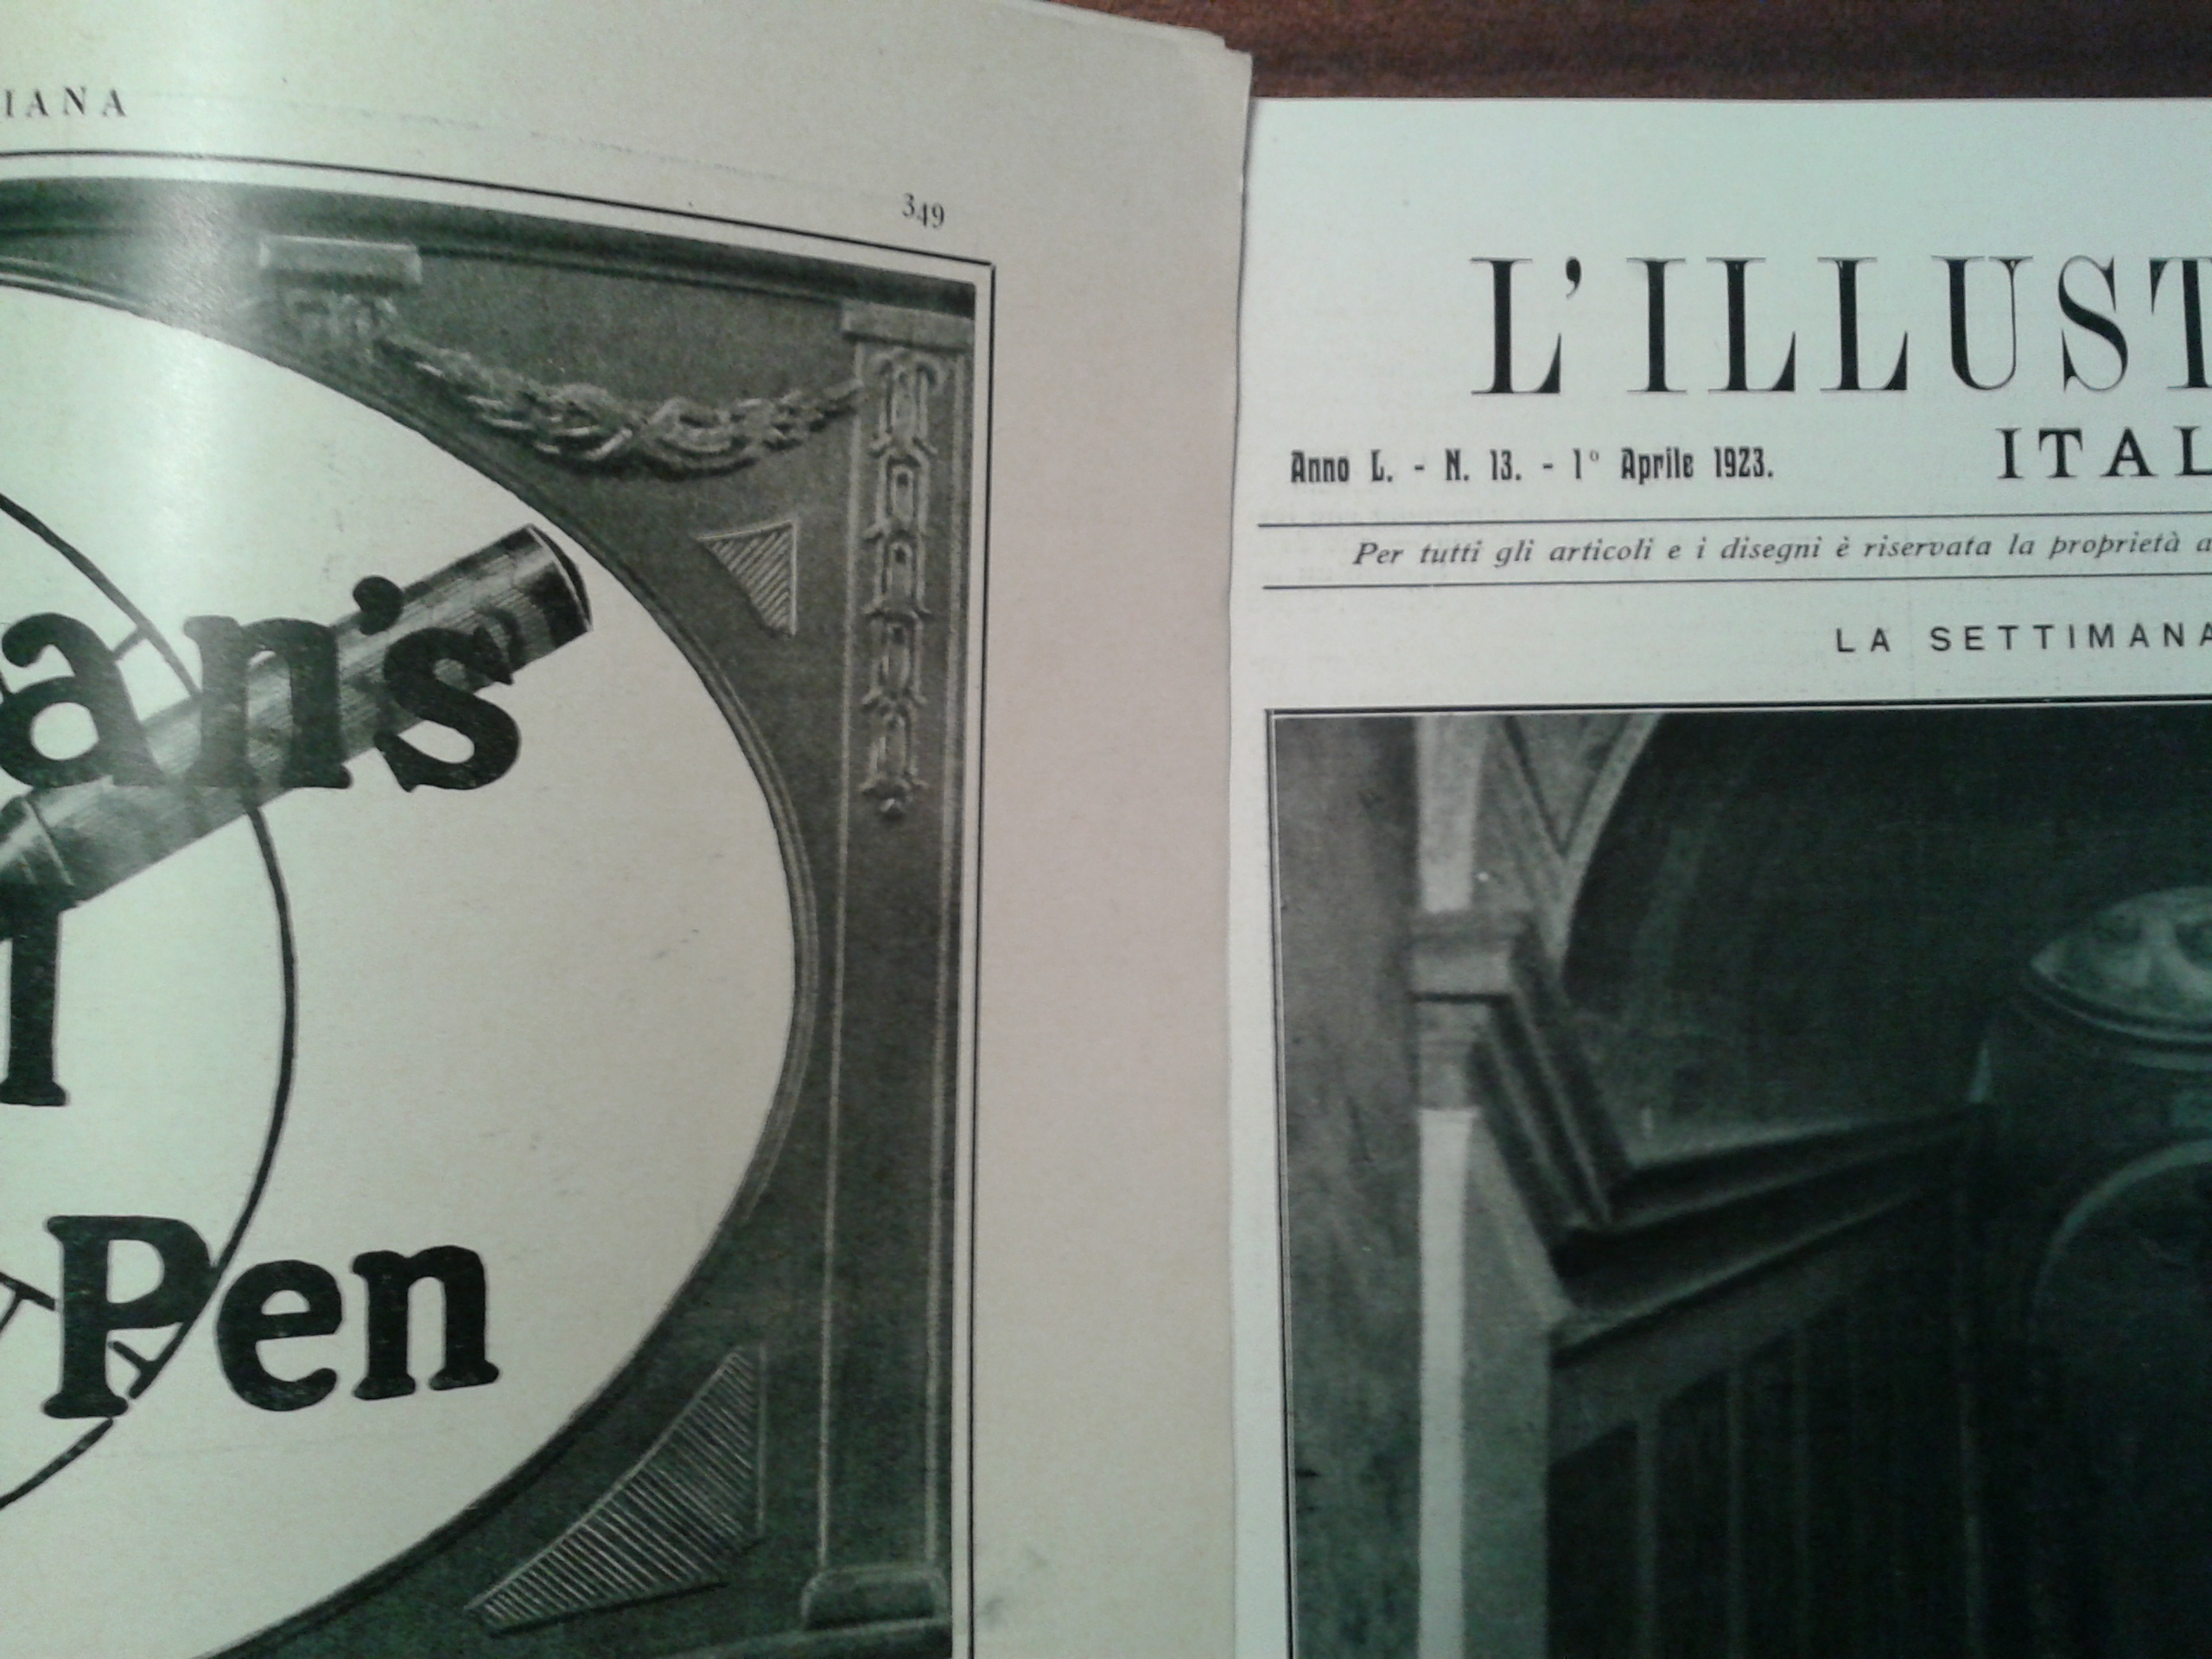 IANA
349
an's
Pen
L'ILLUST
ITAL
Anno L. - N. 13. - 1° Aprile 1923.
Per tutti gli articoli e i disegni è riservata la proprietà a
LA SETTIMANA